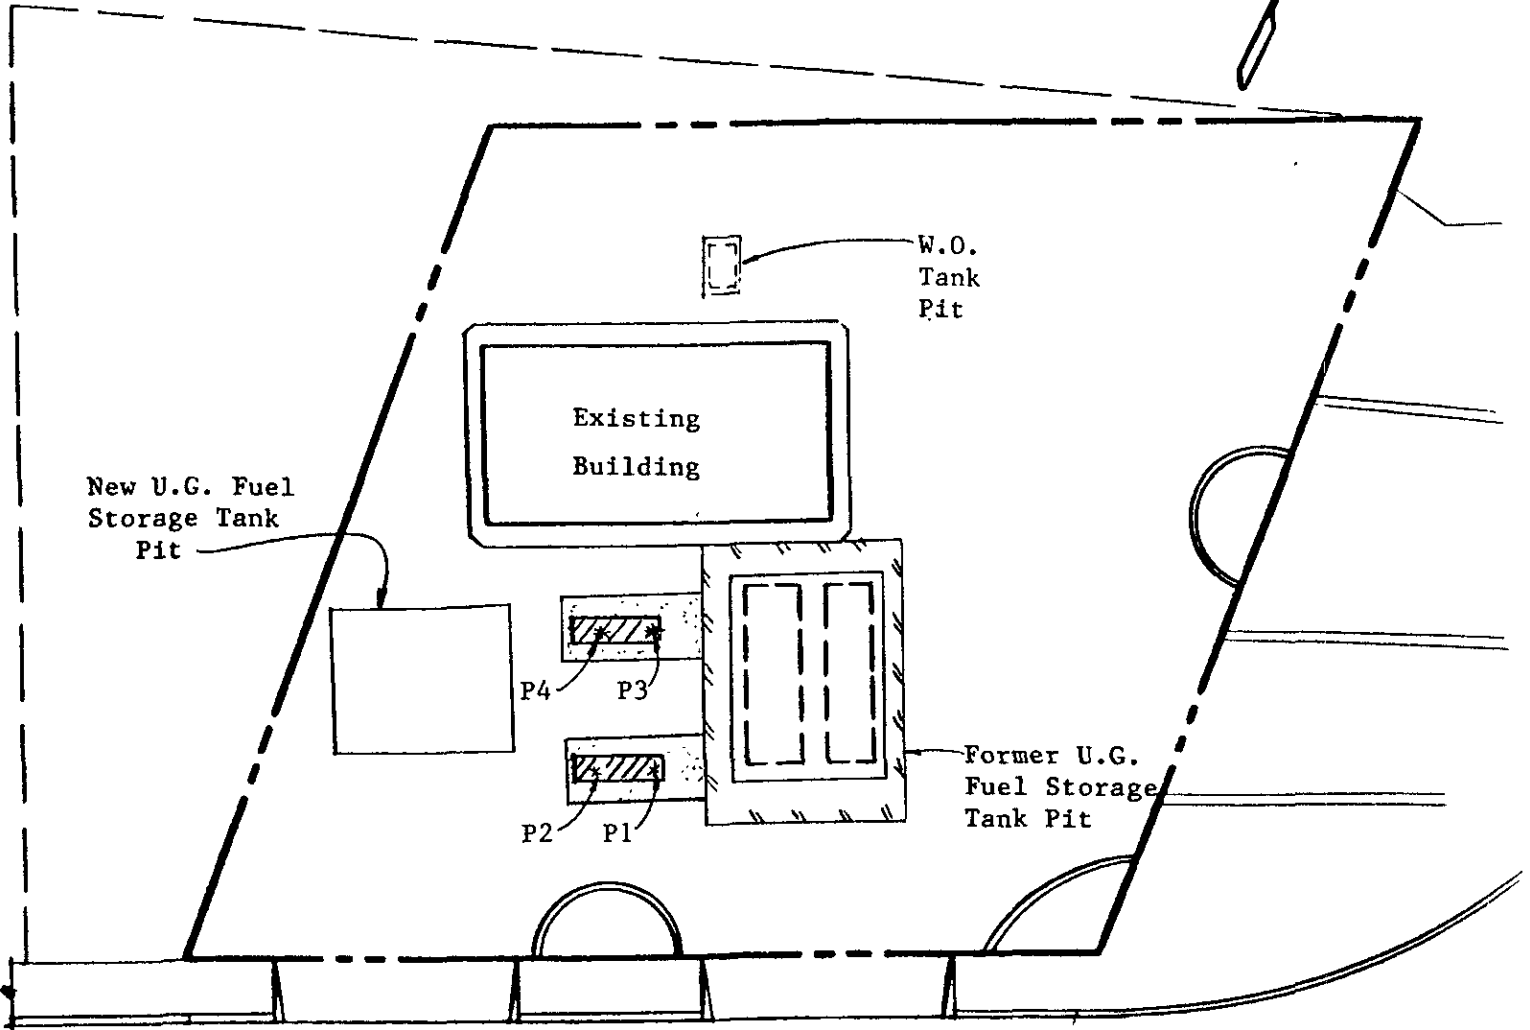 W.O.
Tank
Pit
Existing
Building
New U.G. Fuel
Storage Tank
Pit
P4
P3
Former U.G.
Fuel Storage
Tank Pit
P2
P1